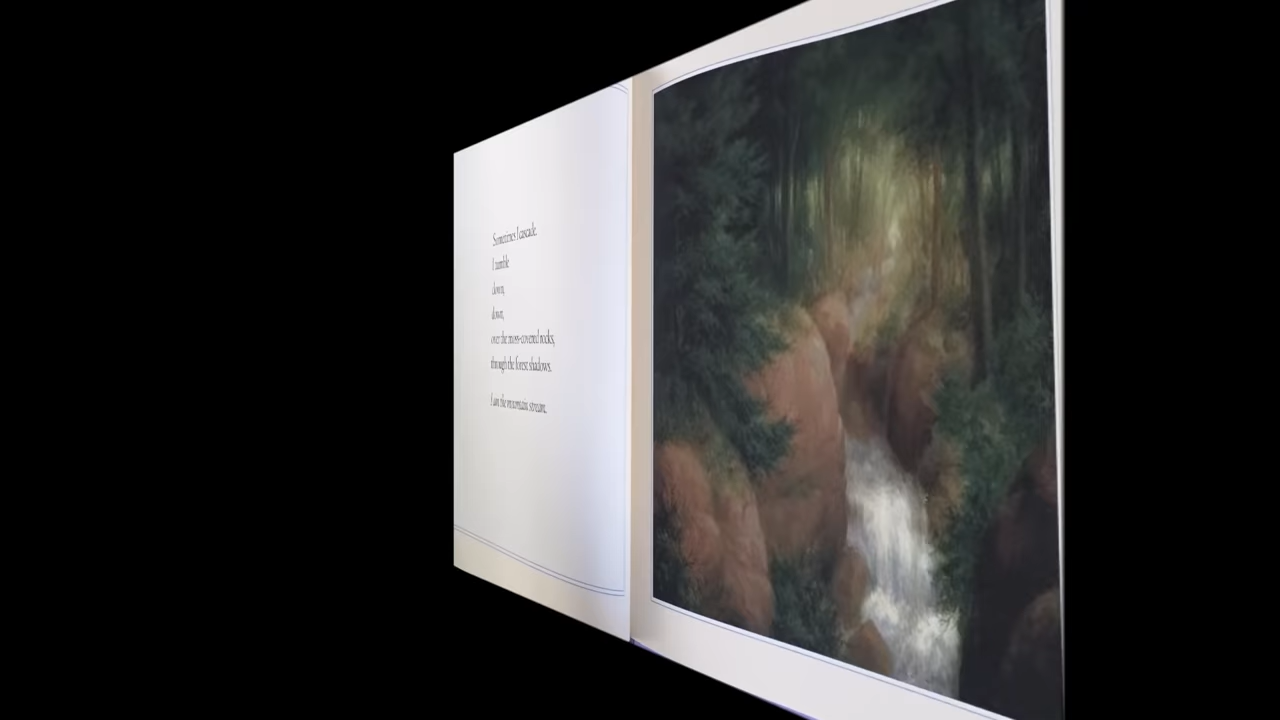 Sometimes I cascade.
I tumble
down,
down,
over the moss-covered rocks,
through the forest shadows.
I am the mountain stream.